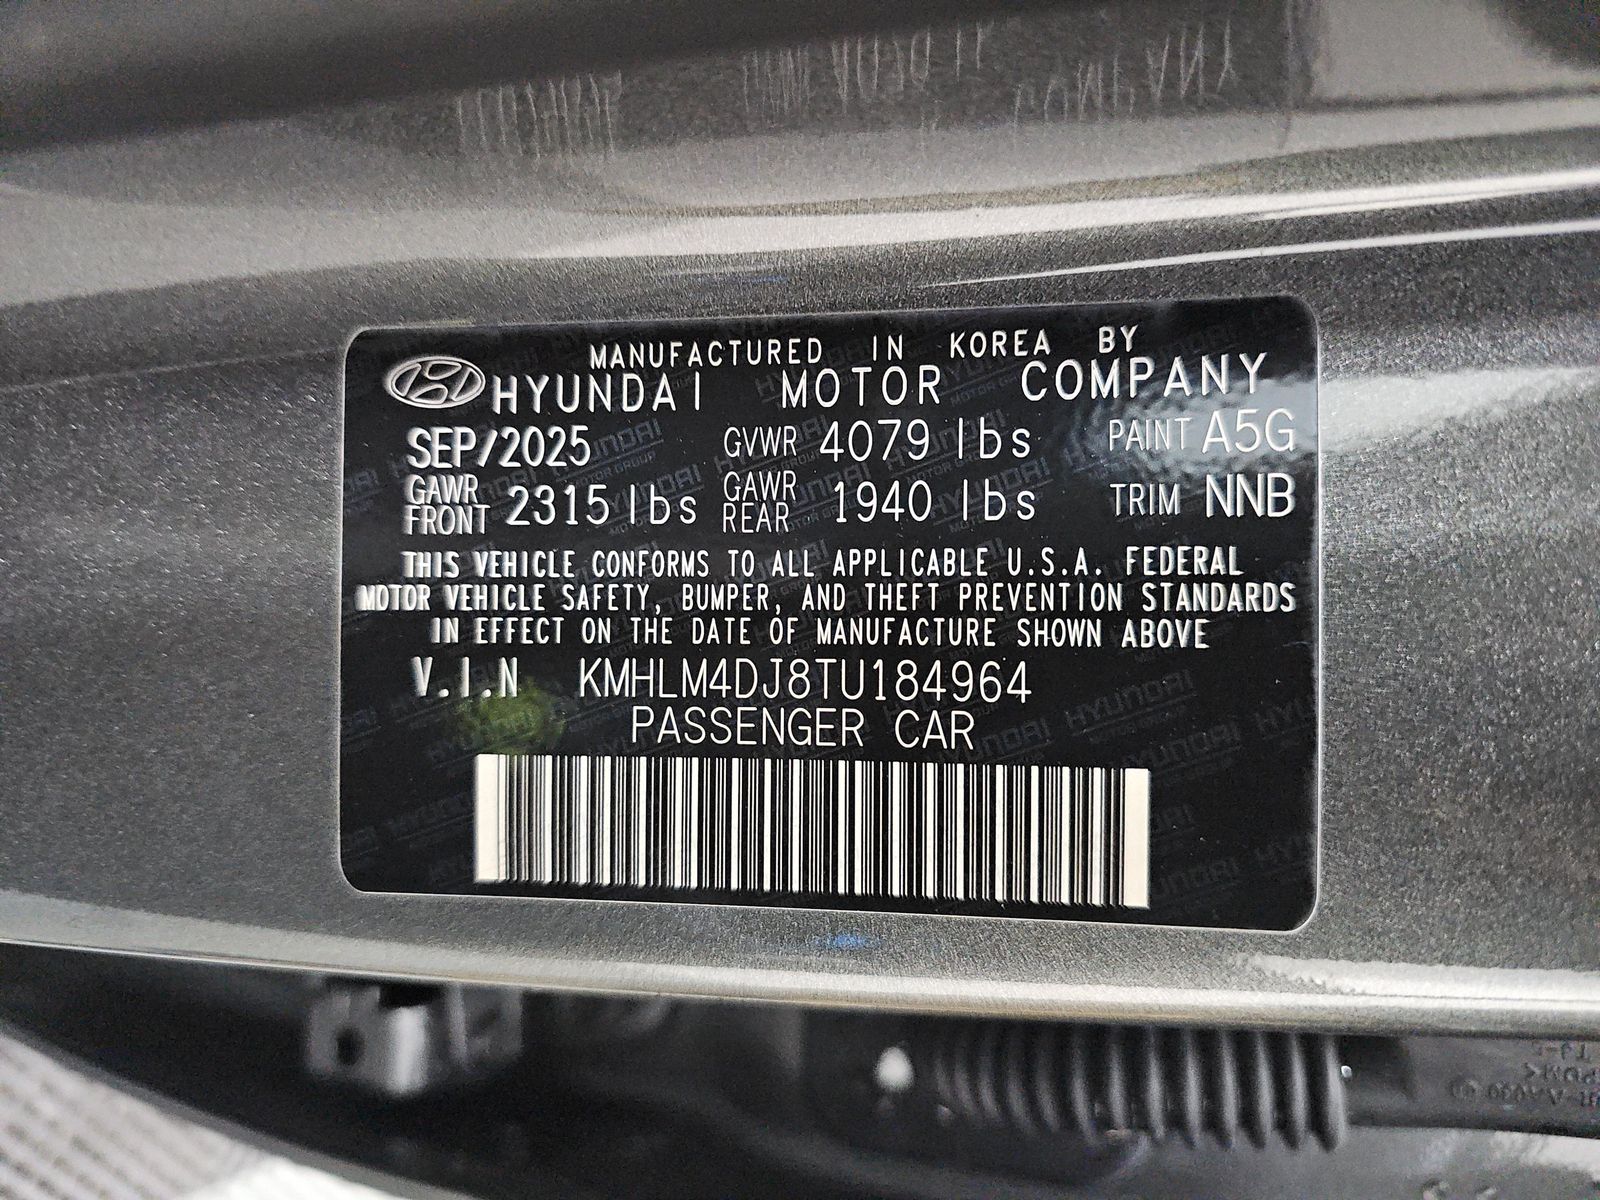 MANUFACTURED IN KOREA BY
HYUNDAI MOTOR COMPANY
SEP/2025 GVWR 4079 lbs PAINT A5G
GAWR FRONT 2315 lbs GAWR REAR 1940 lbs TRIM NNB
THIS VEHICLE CONFORMS TO ALL APPLICABLE U.S.A. FEDERAL
MOTOR VEHICLE SAFETY, BUMPER, AND THEFT PREVENTION STANDARDS
IN EFFECT ON THE DATE OF MANUFACTURE SHOWN ABOVE
V.I.N KMHLM4DJ8TU184964
PASSENGER CAR